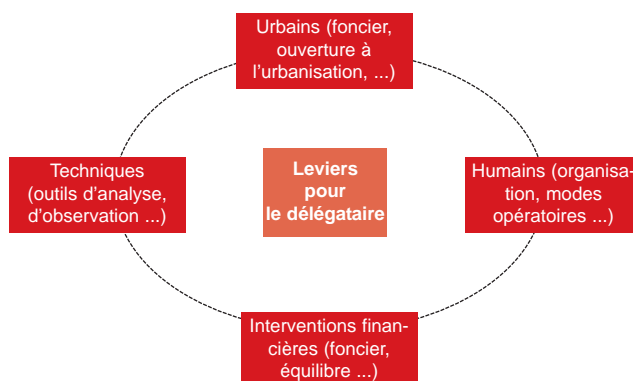 Urbains (foncier,
ouverture à
l'urbanisation, ...)
Techniques
(outils d'analyse,
d'observation ...)
Leviers
pour
le délégataire
Humains (organisa-
tion, modes
opératoires ...)
Interventions finan-
cières (foncier,
équilibre ...)